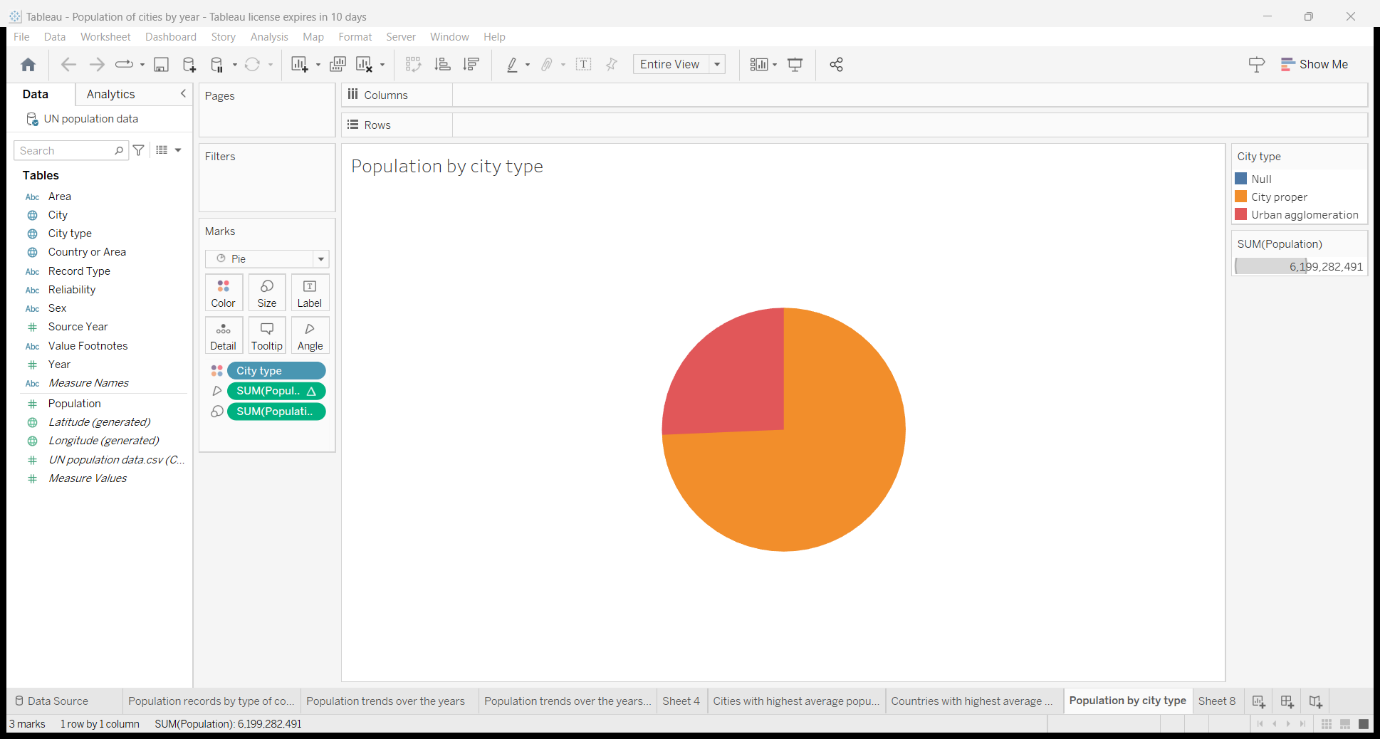 Tableau - Population of cities by year - Tableau license expires in 10 days
File Data Worksheet Dashboard Story Analysis Map Format Server Window Help
Entire View
Show Me
Data Analytics
UN population data
Search
Tables
Abc Area
City
City type
Country or Area
Abc Record Type
Abc Reliability
Abc Sex
Source Year
Abc Value Footnotes
Year
Abc Measure Names
Population
Latitude (generated)
Longitude (generated)
UN population data.csv (C...
Measure Values
Pages
Filters
Marks
Pie
Color Size Label
Detail Tooltip Angle
City type
SUM(Popul..
SUM(Populati..
Columns
Rows
Population by city type
City type
Null
City proper
Urban agglomeration
SUM(Population)
6,199,282,491
Data Source Population records by type of co... Population trends over the years Population trends over the years... Sheet 4 Cities with highest average popu... Countries with highest average ... Population by city type Sheet 8
3 marks 1 row by 1 column SUM(Population): 6,199,282,491